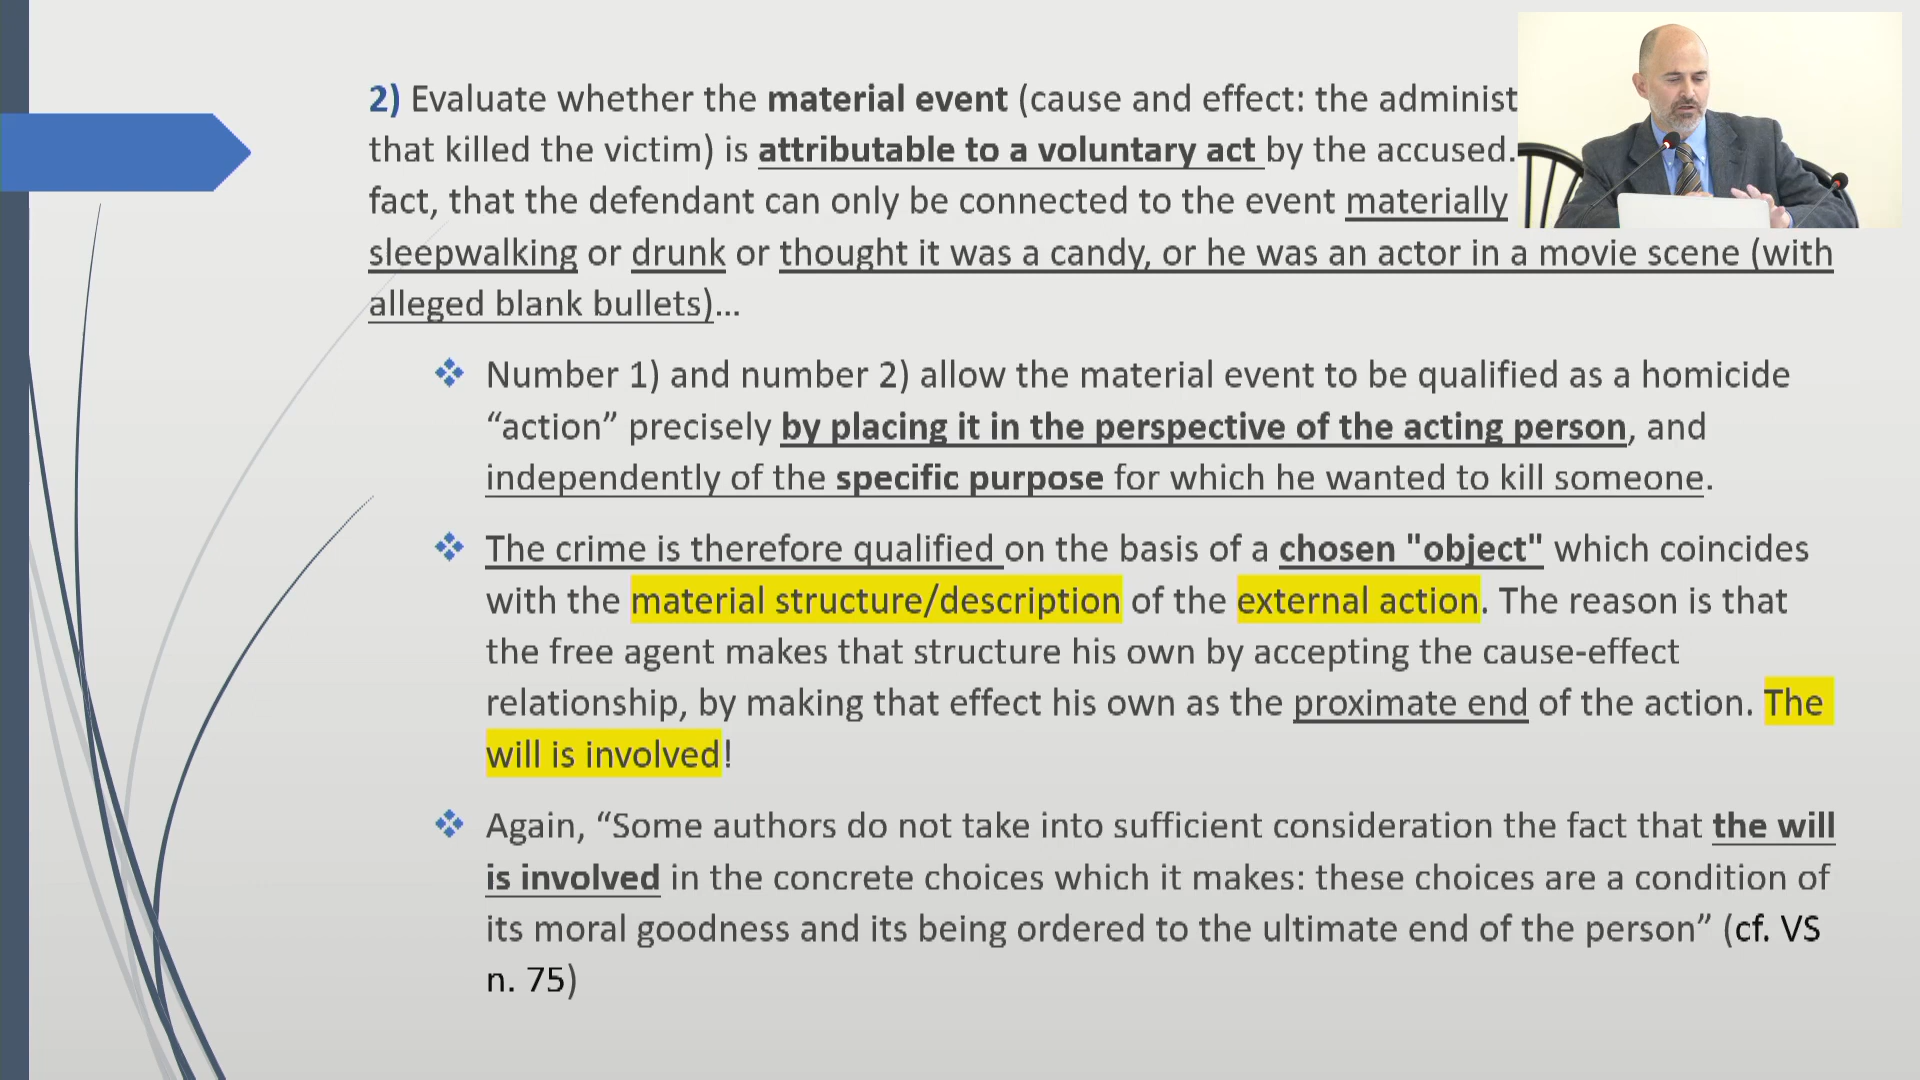 2) Evaluate whether the material event (cause and effect: the administ
that killed the victim) is attributable to a voluntary act by the accused.
fact, that the defendant can only be connected to the event materially
sleepwalking or drunk or thought it was a candy, or he was an actor in a movie scene (with
alleged blank bullets)…
Number 1) and number 2) allow the material event to be qualified as a homicide
“action” precisely by placing it in the perspective of the acting person, and
independently of the specific purpose for which he wanted to kill someone.
The crime is therefore qualified on the basis of a chosen "object" which coincides
with the material structure/description of the external action. The reason is that
the free agent makes that structure his own by accepting the cause-effect
relationship, by making that effect his own as the proximate end of the action. The
will is involved!
Again, “Some authors do not take into sufficient consideration the fact that the will
is involved in the concrete choices which it makes: these choices are a condition of
its moral goodness and its being ordered to the ultimate end of the person” (cf. VS
n. 75)